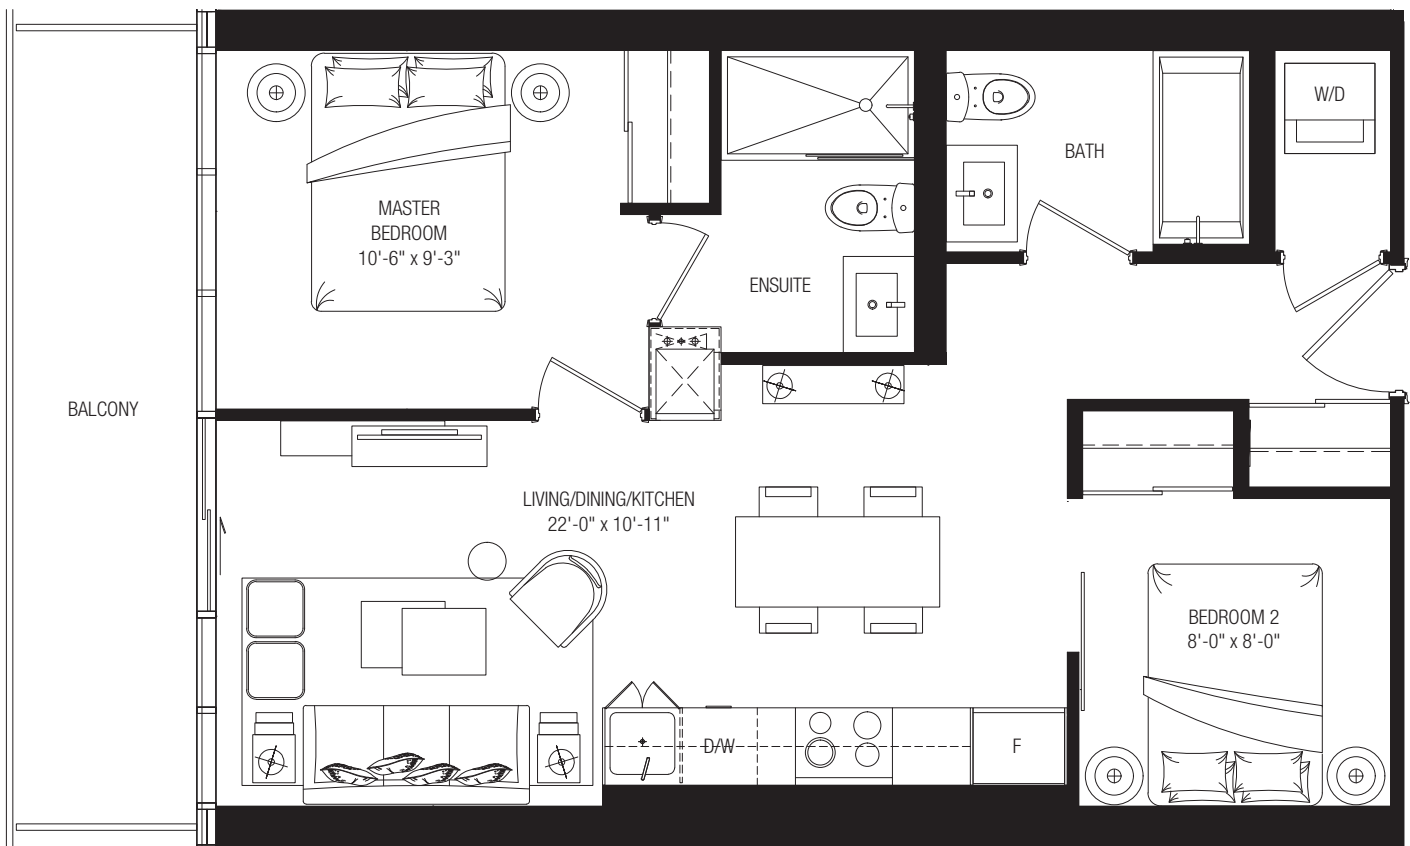 W/D
BATH
MASTER
BEDROOM
10'-6" x 9'-3"
ENSUITE
BALCONY
LIVING/DINING/KITCHEN
22'-0" x 10'-11"
BEDROOM 2
8'-0" x 8'-0"
D/W
F